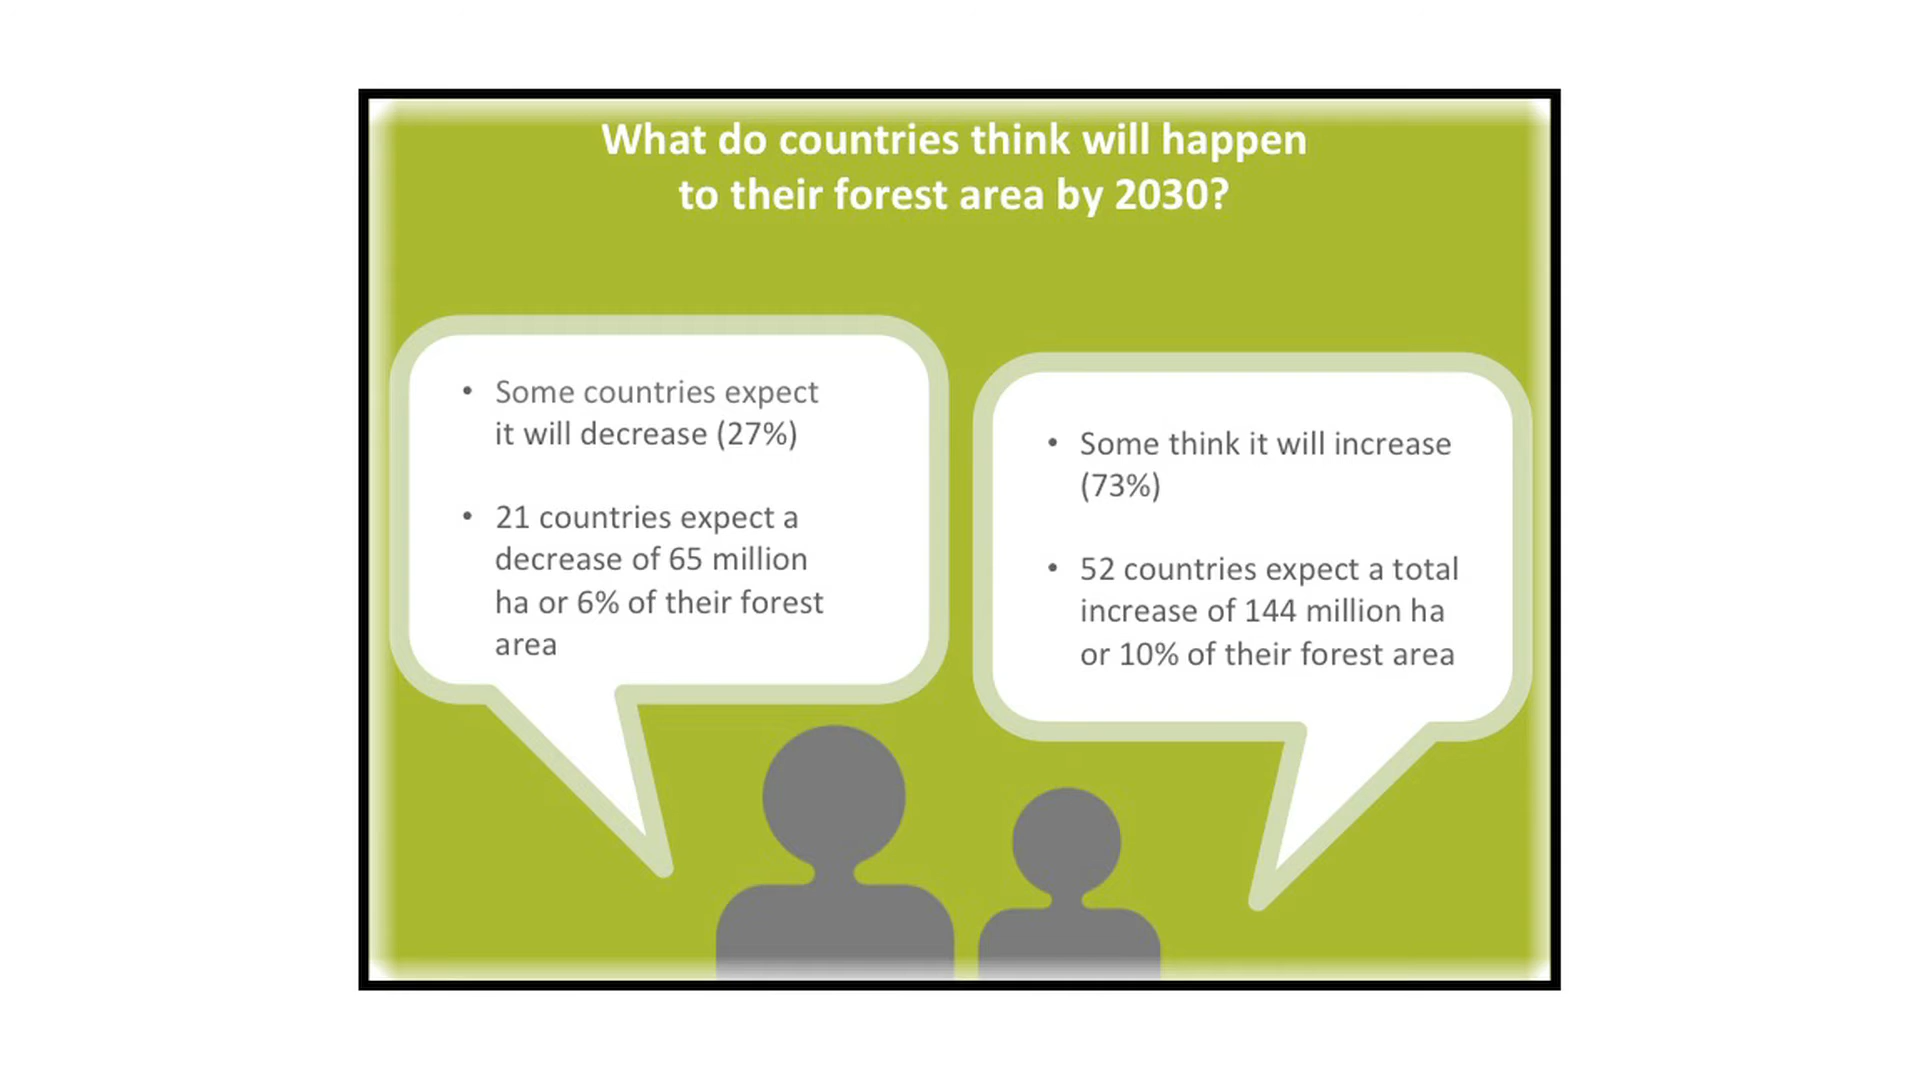 What do countries think will happen
to their forest area by 2030?
• Some countries expect
it will decrease (27%)
• 21 countries expect a
decrease of 65 million
ha or 6% of their forest
area
• Some think it will increase
(73%)
• 52 countries expect a total
increase of 144 million ha
or 10% of their forest area